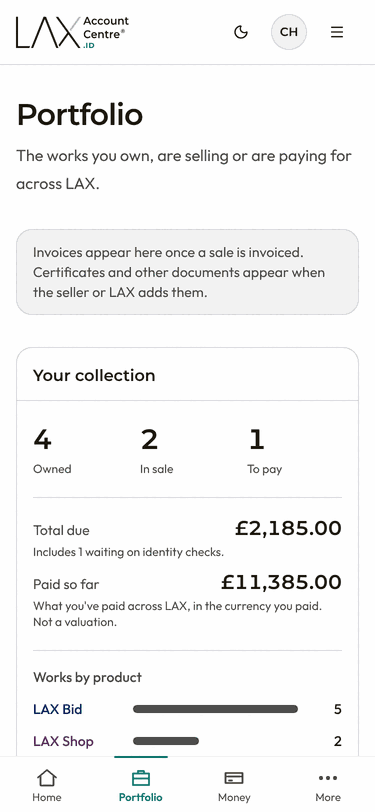 LAX Account
Centre®
.ID
CH
Portfolio
The works you own, are selling or are paying for
across LAX.
Invoices appear here once a sale is invoiced.
Certificates and other documents appear when
the seller or LAX adds them.
Your collection
4 2 1
Owned In sale To pay
Total due £2,185.00
Includes 1 waiting on identity checks.
Paid so far £11,385.00
What you've paid across LAX, in the currency you paid.
Not a valuation.
Works by product
LAX Bid 5
LAX Shop 2
Home Portfolio Money More